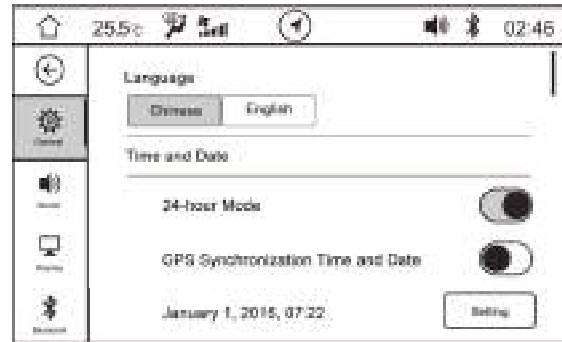 25.5c 02:46
Language
Chinese English
Time and Date
24-hour Mode
GPS Synchronization Time and Date
January 1, 2015, 07:22 Setting